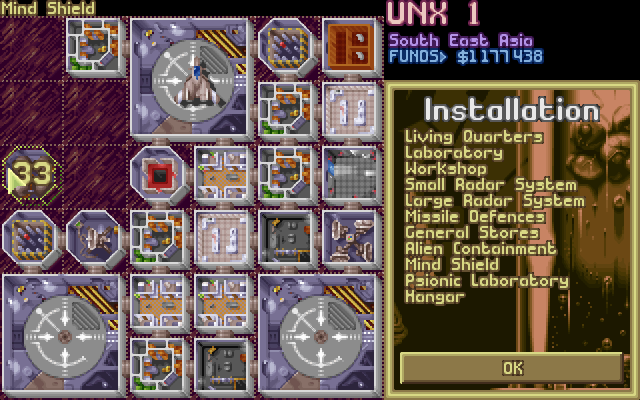 Mind Shield
UNX 1
South East Asia
FUNDS> $1177438
Installation
Living Quarters
Laboratory
Workshop
Small Radar System
Large Radar System
Missile Defences
General Stores
Alien Containment
Mind Shield
Psionic Laboratory
Hangar
33
OK